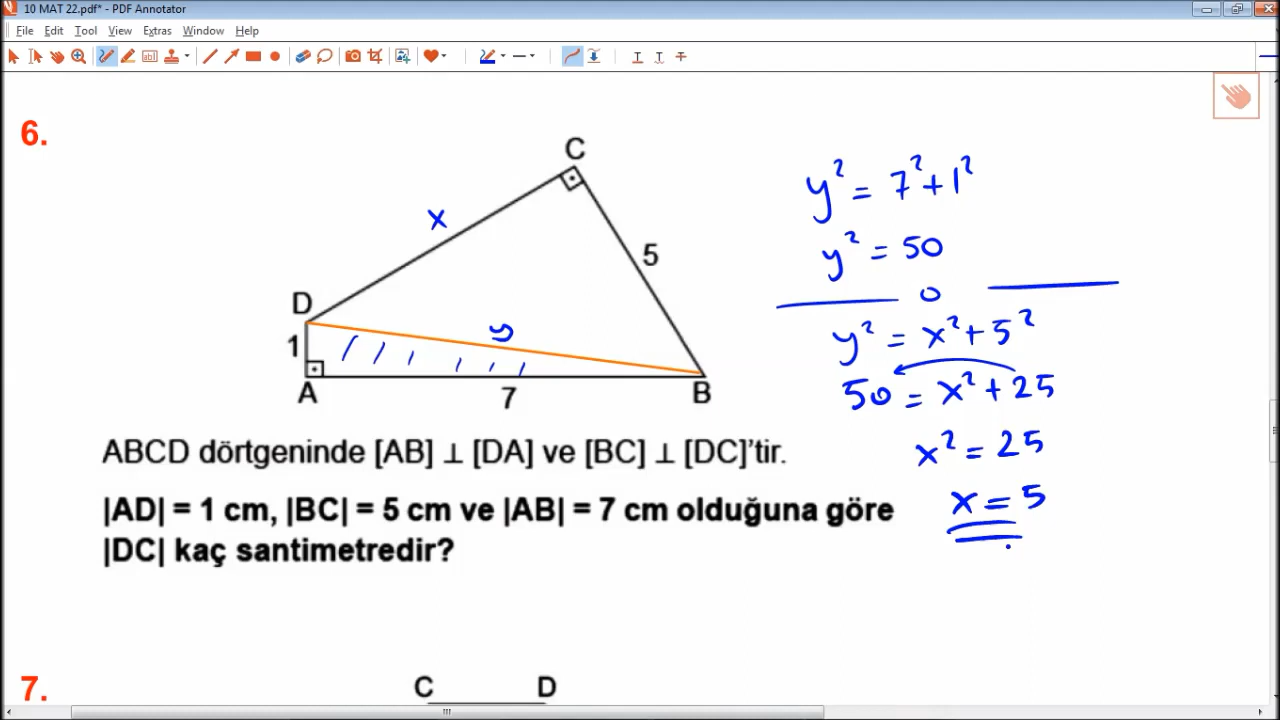 10 MAT 22.pdf* - PDF Annotator
File Edit Tool View Extras Window Help
6.
C
x
5
D
y
1
A
7
B
y² = 7² + 1²
y² = 50
y² = x² + 5²
50 = x² + 25
x² = 25
x = 5
ABCD dörtgeninde [AB] ⊥ [DA] ve [BC] ⊥ [DC]'tir.
|AD| = 1 cm, |BC| = 5 cm ve |AB| = 7 cm olduğuna göre
|DC| kaç santimetredir?
7.
C D